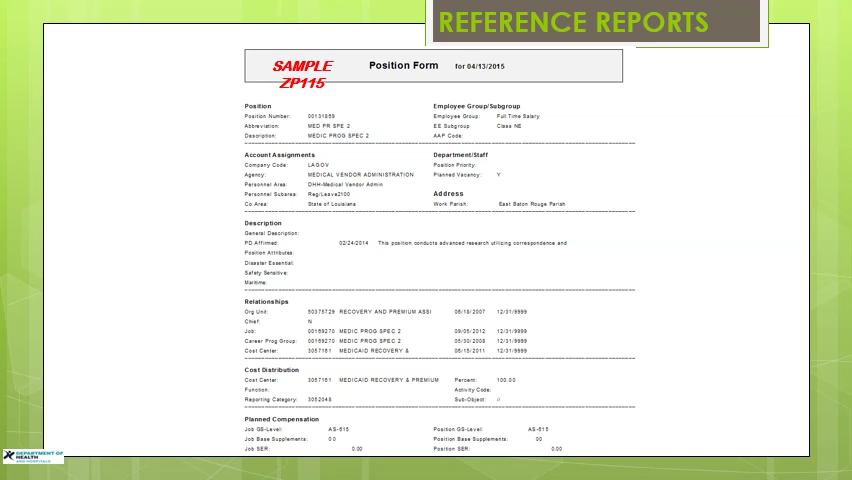 REFERENCE REPORTS
SAMPLE
ZP115
Position Form for 04/13/2015
Position Employee Group/Subgroup
Position Number: 00131859 Employee Group: Full Time Salary
Abbreviation: MED PR SPE 2 EE Subgroup Class NE
Description: MEDIC PROG SPEC 2 AAP Code:
Account Assignments Department/Staff
Company Code: LAGOV Position Priority:
Agency: MEDICAL VENDOR ADMINISTRATION Planned Vacancy: Y
Personnel Area: DHH-Medical Vendor Admin
Personnel Subarea: Reg/Leave2100 Address
Co Area: State of Louisiana Work Parish: East Baton Rouge Parish
Description
General Description:
PD Affirmed: 02/24/2014 This position conducts advanced research utilizing correspondence and
Position Attributes:
Disaster Essential:
Safety Sensitive:
Maritime:
Relationships
Org Unit: 50375729 RECOVERY AND PREMIUM ASSI 06/18/2007 12/31/9999
Chief: N
Job: 00169270 MEDIC PROG SPEC 2 09/05/2012 12/31/9999
Career Prog Group: 00169270 MEDIC PROG SPEC 2 05/30/2008 12/31/9999
Cost Center: 3057161 MEDICAID RECOVERY & 06/15/2011 12/31/9999
Cost Distribution
Cost Center: 3057161 MEDICAID RECOVERY & PREMIUM Percent: 100.00
Function: Activity Code:
Reporting Category: 3052048 Sub-Object: //
Planned Compensation
Job GS-Level: AS-615 Position GS-Level: AS-615
Job Base Supplements: 00 Position Base Supplements: 00
Job SER: 0.00 Position SER: 0.00
DEPARTMENT OF
HEALTH
AND HOSPITALS